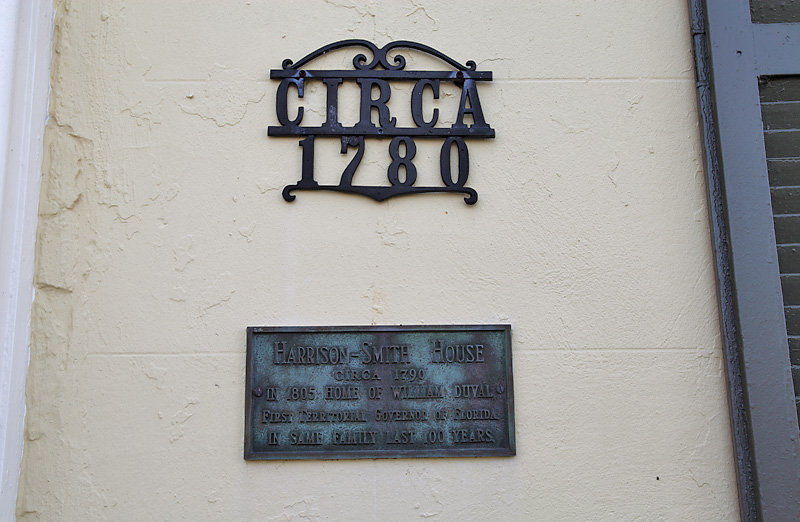 CIRCA
1780
HARRISON-SMITH HOUSE
CIRCA 1790
IN 1805 HOME OF WILLIAM DUVAL
FIRST TERRITORIAL GOVERNOR OF FLORIDA
IN SAME FAMILY LAST 100 YEARS